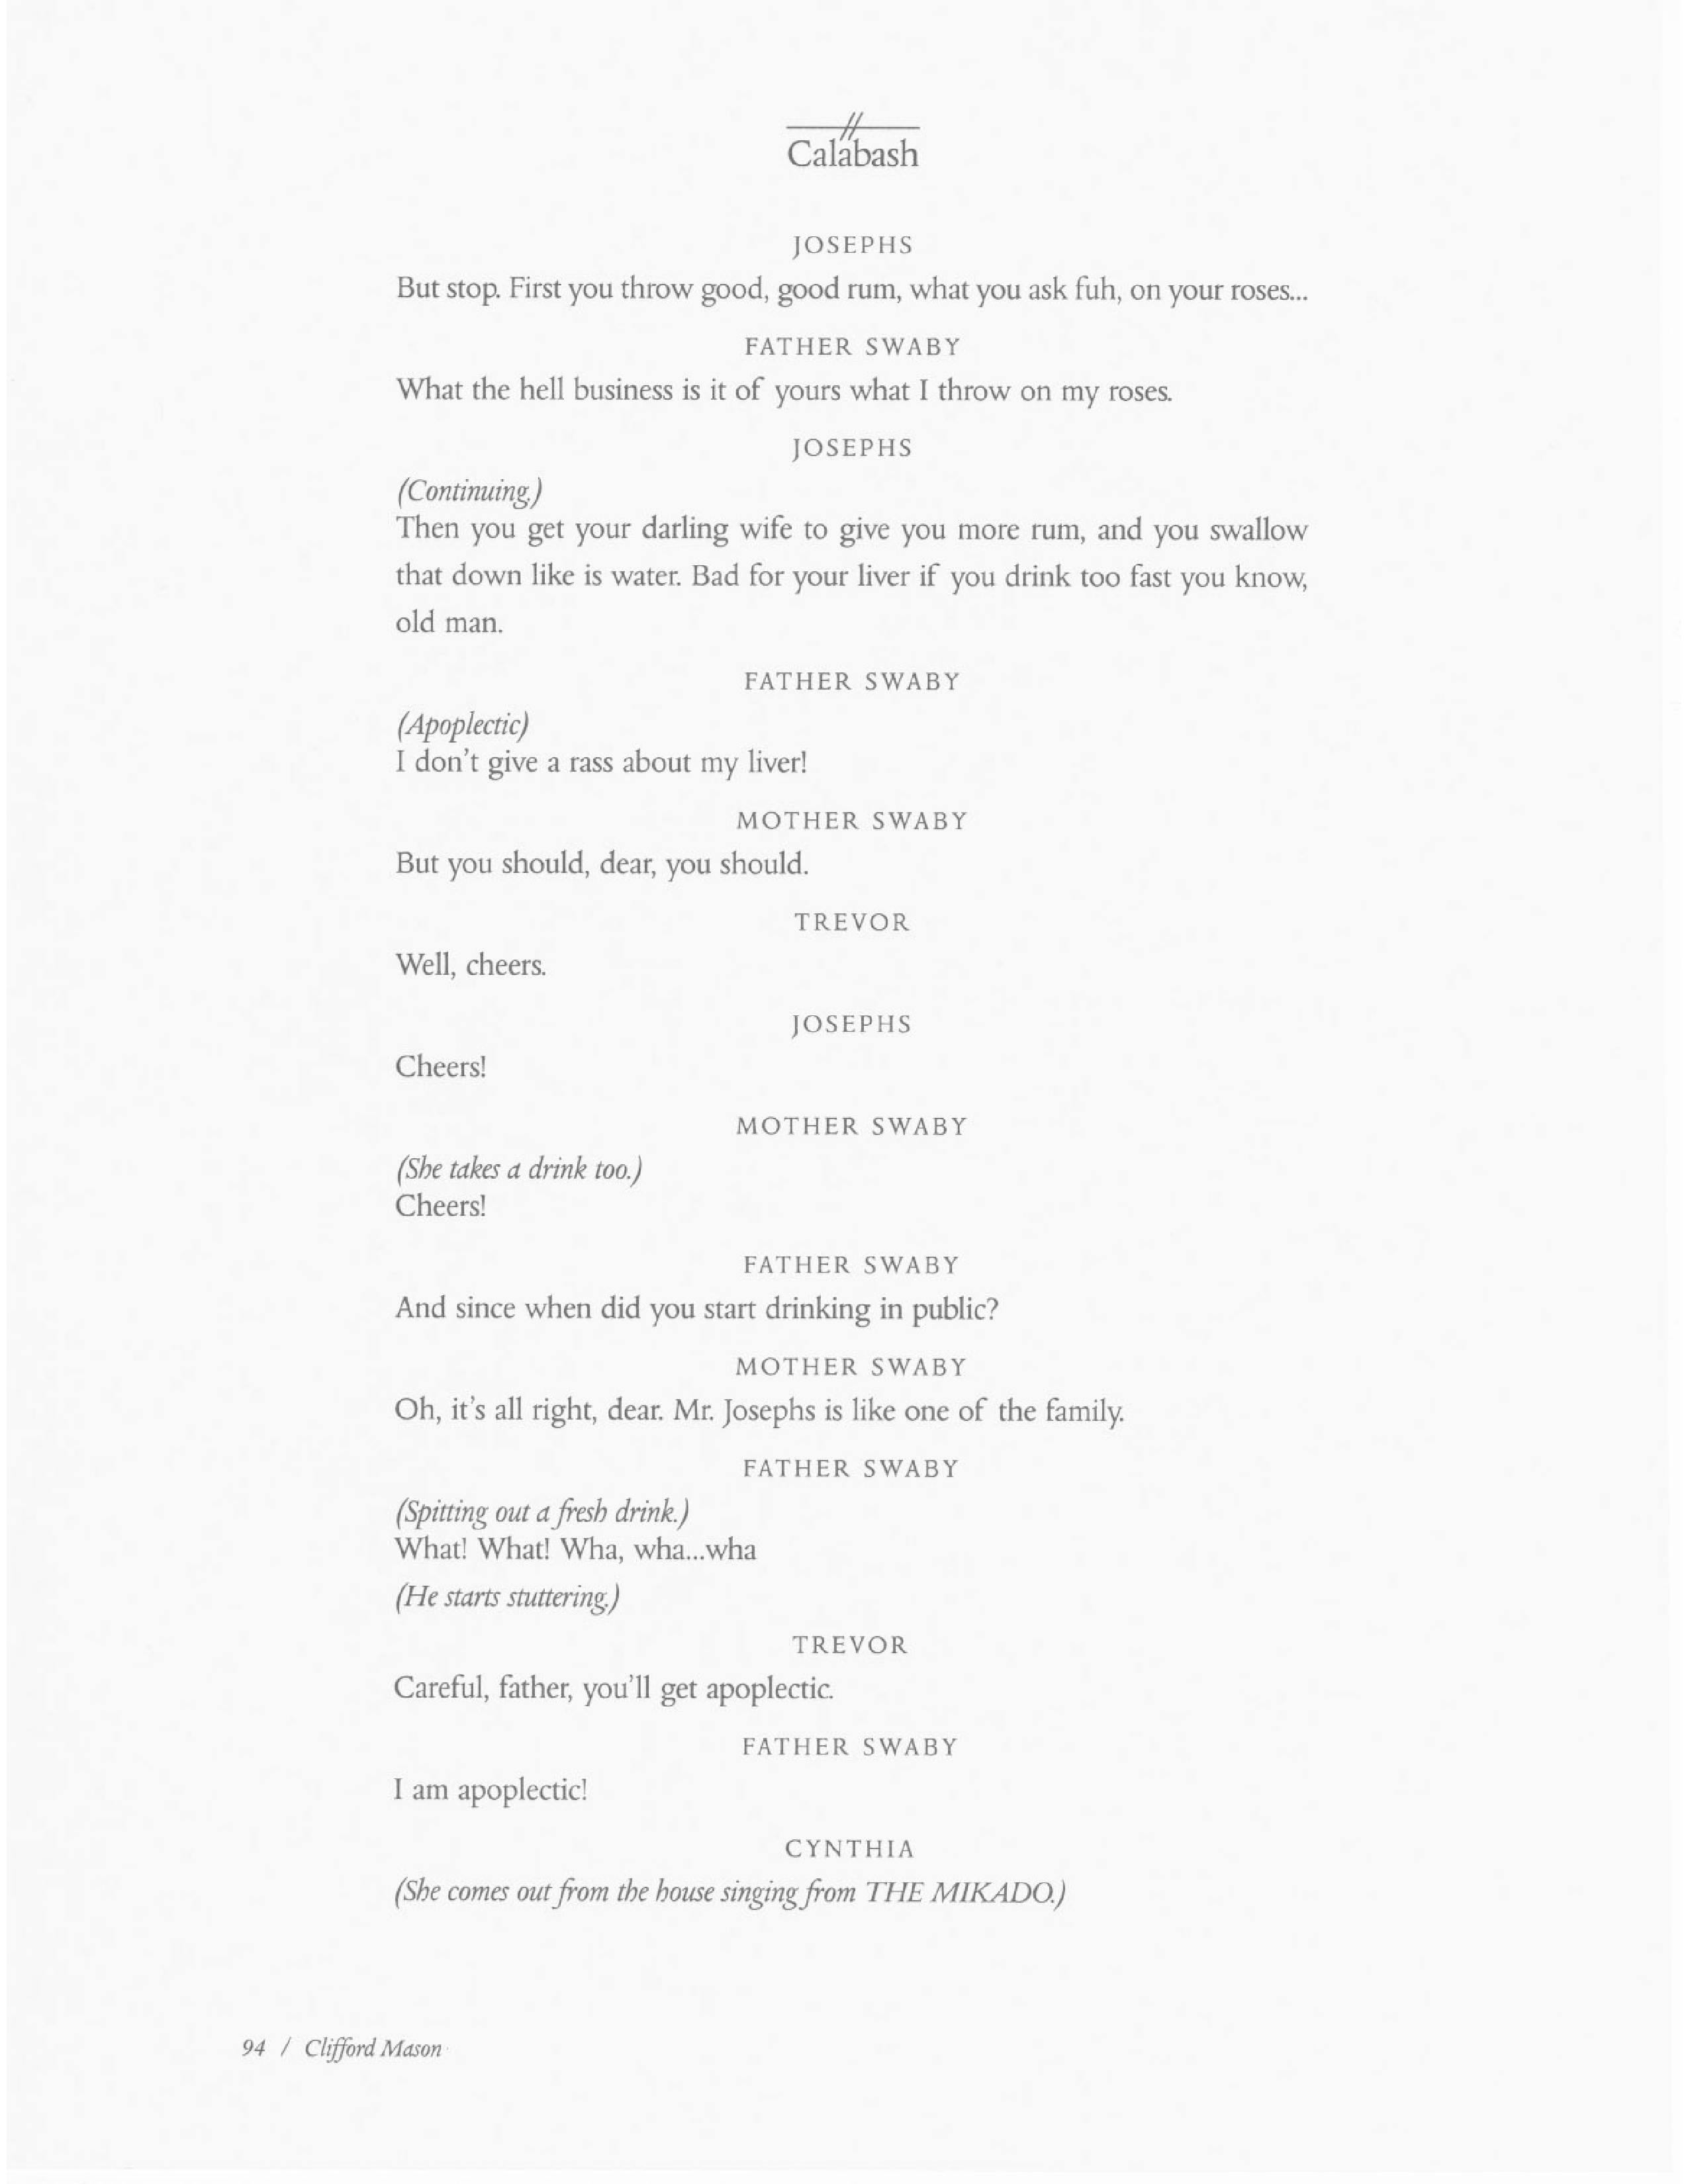 Calabash
JOSEPHS
But stop. First you throw good, good rum, what you ask fuh, on your roses...
FATHER SWABY
What the hell business is it of yours what I throw on my roses.
JOSEPHS
(Continuing.)
Then you get your darling wife to give you more rum, and you swallow
that down like is water. Bad for your liver if you drink too fast you know,
old man.
FATHER SWABY
(Apoplectic)
I don't give a rass about my liver!
MOTHER SWABY
But you should, dear, you should.
TREVOR
Well, cheers.
JOSEPHS
Cheers!
MOTHER SWABY
(She takes a drink too.)
Cheers!
FATHER SWABY
And since when did you start drinking in public?
MOTHER SWABY
Oh, it's all right, dear. Mr. Josephs is like one of the family.
FATHER SWABY
(Spitting out a fresh drink.)
What! What! Wha, wha...wha
(He starts stuttering.)
TREVOR
Careful, father, you'll get apoplectic.
FATHER SWABY
I am apoplectic!
CYNTHIA
(She comes out from the house singing from THE MIKADO.)
94 / Clifford Mason